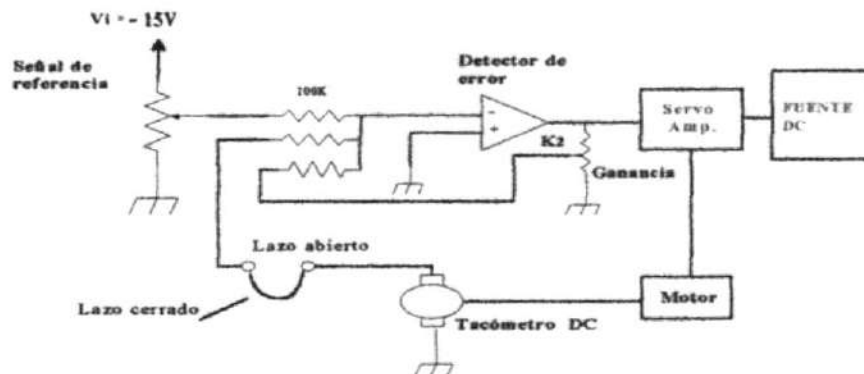 Vi = - 15V
Señal de
referencia
100K
Detector de
error
-
+
K2
Ganancia
Servo
Amp.
FUENTE
DC
Lazo abierto
Lazo cerrado
Tacómetro DC
Motor